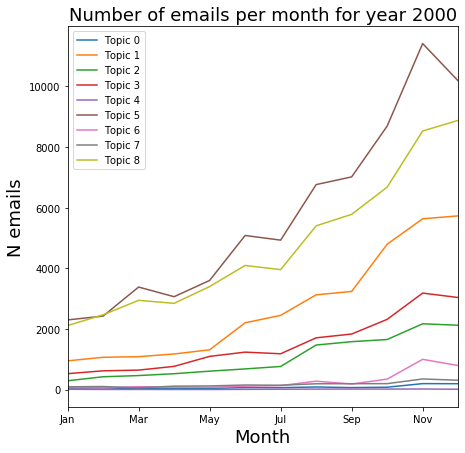 Number of emails per month for year 2000
Topic 0
Topic 1
Topic 2
Topic 3
Topic 4
Topic 5
Topic 6
Topic 7
Topic 8
10000
8000
6000
4000
2000
0
N emails
Jan Mar May Jul Sep Nov
Month